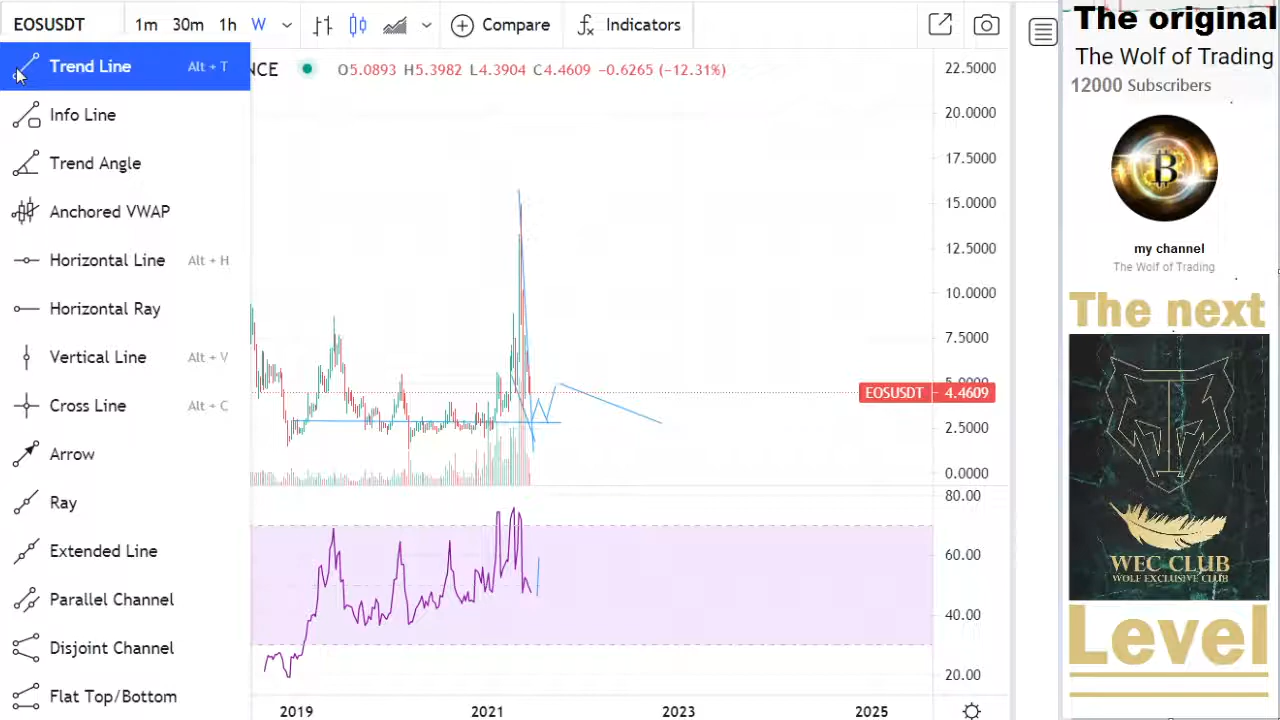 EOSUSDT 1m 30m 1h W Compare Indicators
Trend Line Alt + T
Info Line
Trend Angle
Anchored VWAP
Horizontal Line Alt + H
Horizontal Ray
Vertical Line Alt + V
Cross Line Alt + C
Arrow
Ray
Extended Line
Parallel Channel
Disjoint Channel
Flat Top/Bottom
NCE O5.0893 H5.3982 L4.3904 C4.4609 −0.6265 (−12.31%)
22.5000
20.0000
17.5000
15.0000
12.5000
10.0000
7.5000
5.0000
EOSUSDT 4.4609
2.5000
0.0000
80.00
60.00
40.00
20.00
2019 2021 2023 2025
The original
The Wolf of Trading
12000 Subscribers
B
my channel
The Wolf of Trading
The next
WEC CLUB
WOLF EXCLUSIVE CLUB
Level